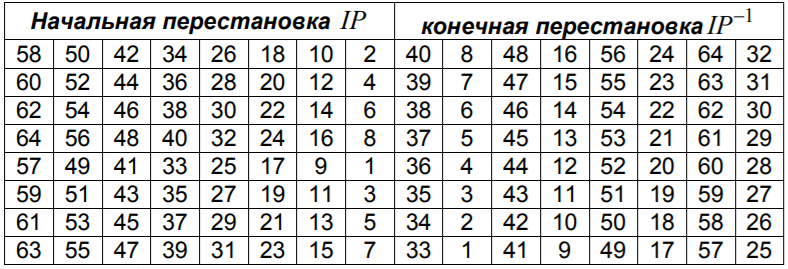 Начальная перестановка IP конечная перестановка IP⁻¹
58 50 42 34 26 18 10 2 40 8 48 16 56 24 64 32
60 52 44 36 28 20 12 4 39 7 47 15 55 23 63 31
62 54 46 38 30 22 14 6 38 6 46 14 54 22 62 30
64 56 48 40 32 24 16 8 37 5 45 13 53 21 61 29
57 49 41 33 25 17 9 1 36 4 44 12 52 20 60 28
59 51 43 35 27 19 11 3 35 3 43 11 51 19 59 27
61 53 45 37 29 21 13 5 34 2 42 10 50 18 58 26
63 55 47 39 31 23 15 7 33 1 41 9 49 17 57 25